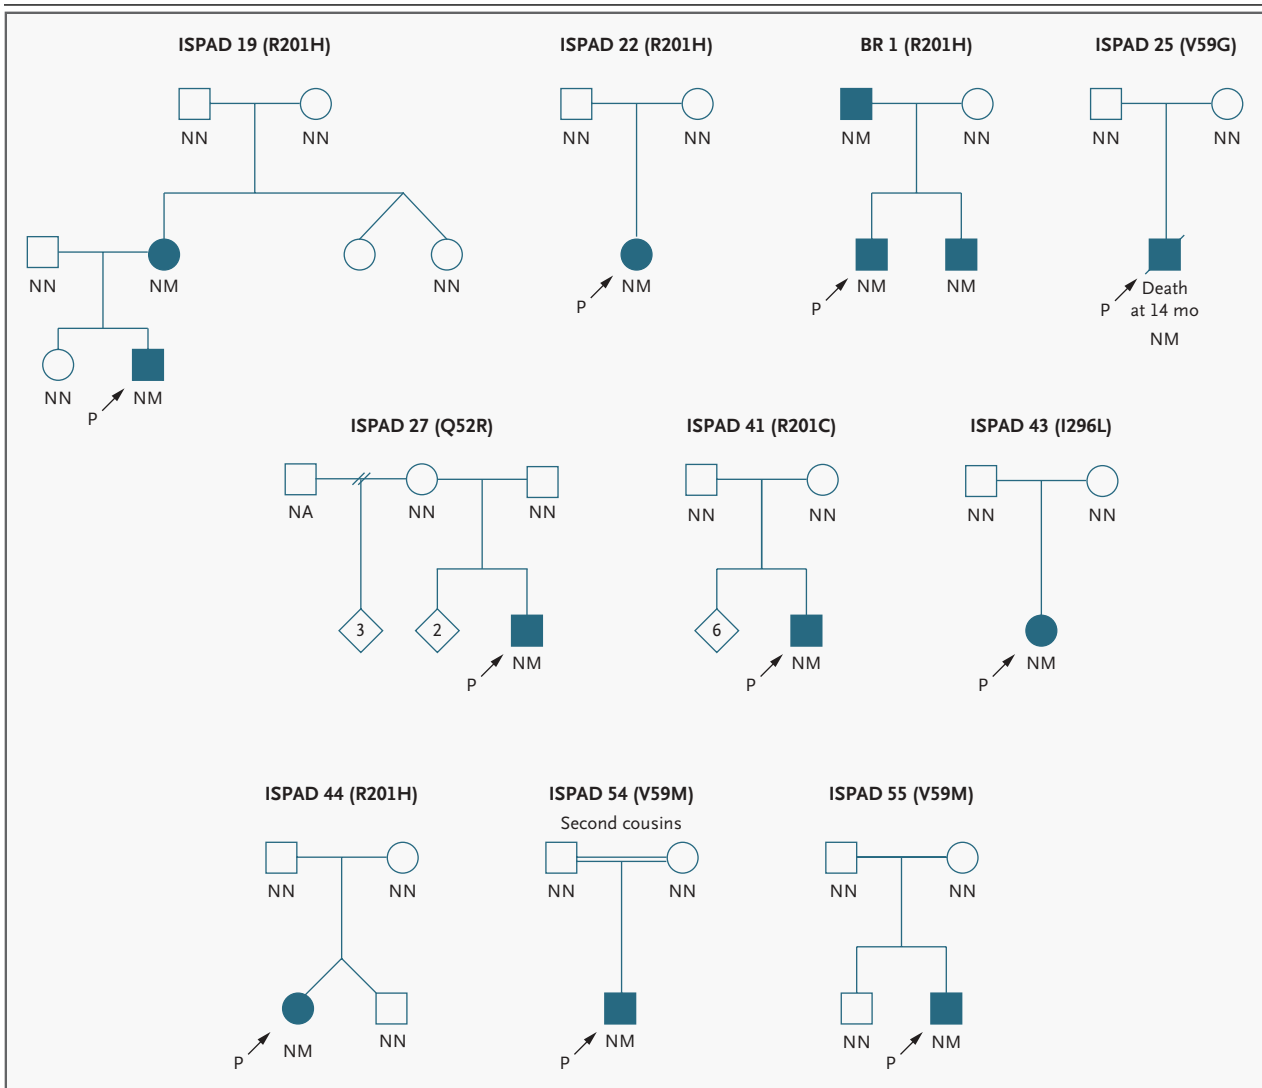 ISPAD 19 (R201H)
NN
NN
NN
NM
NN
NN
P
NM
ISPAD 22 (R201H)
NN
NN
P
NM
BR 1 (R201H)
NM
NN
P
NM
NM
ISPAD 25 (V59G)
NN
NN
P
Death
at 14 mo
NM
ISPAD 27 (Q52R)
NA
NN
NN
3
2
P
NM
ISPAD 41 (R201C)
NN
NN
6
P
NM
ISPAD 43 (I296L)
NN
NN
P
NM
ISPAD 44 (R201H)
NN
NN
P
NM
NN
ISPAD 54 (V59M)
Second cousins
NN
NN
P
NM
ISPAD 55 (V59M)
NN
NN
NN
P
NM